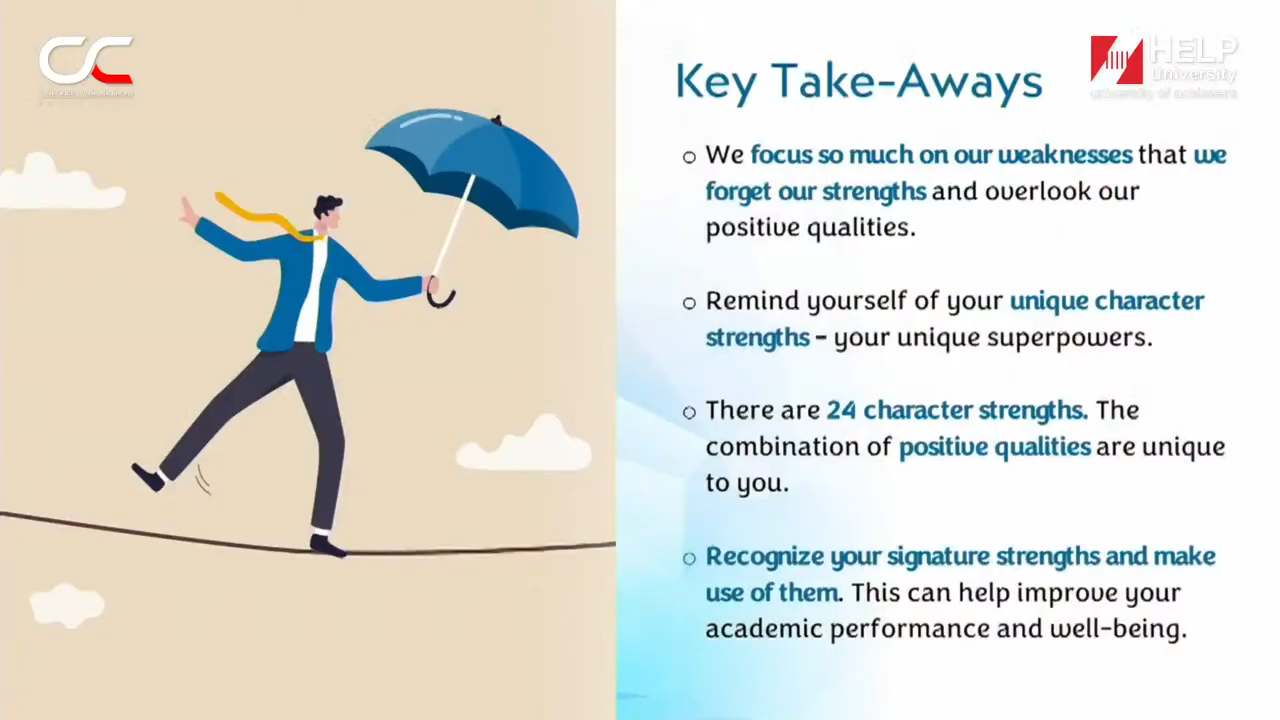 Key Take-Aways
HELP
University
university of achievers
We focus so much on our weaknesses that we
forget our strengths and overlook our
positive qualities.
Remind yourself of your unique character
strengths - your unique superpowers.
There are 24 character strengths. The
combination of positive qualities are unique
to you.
Recognize your signature strengths and make
use of them. This can help improve your
academic performance and well-being.